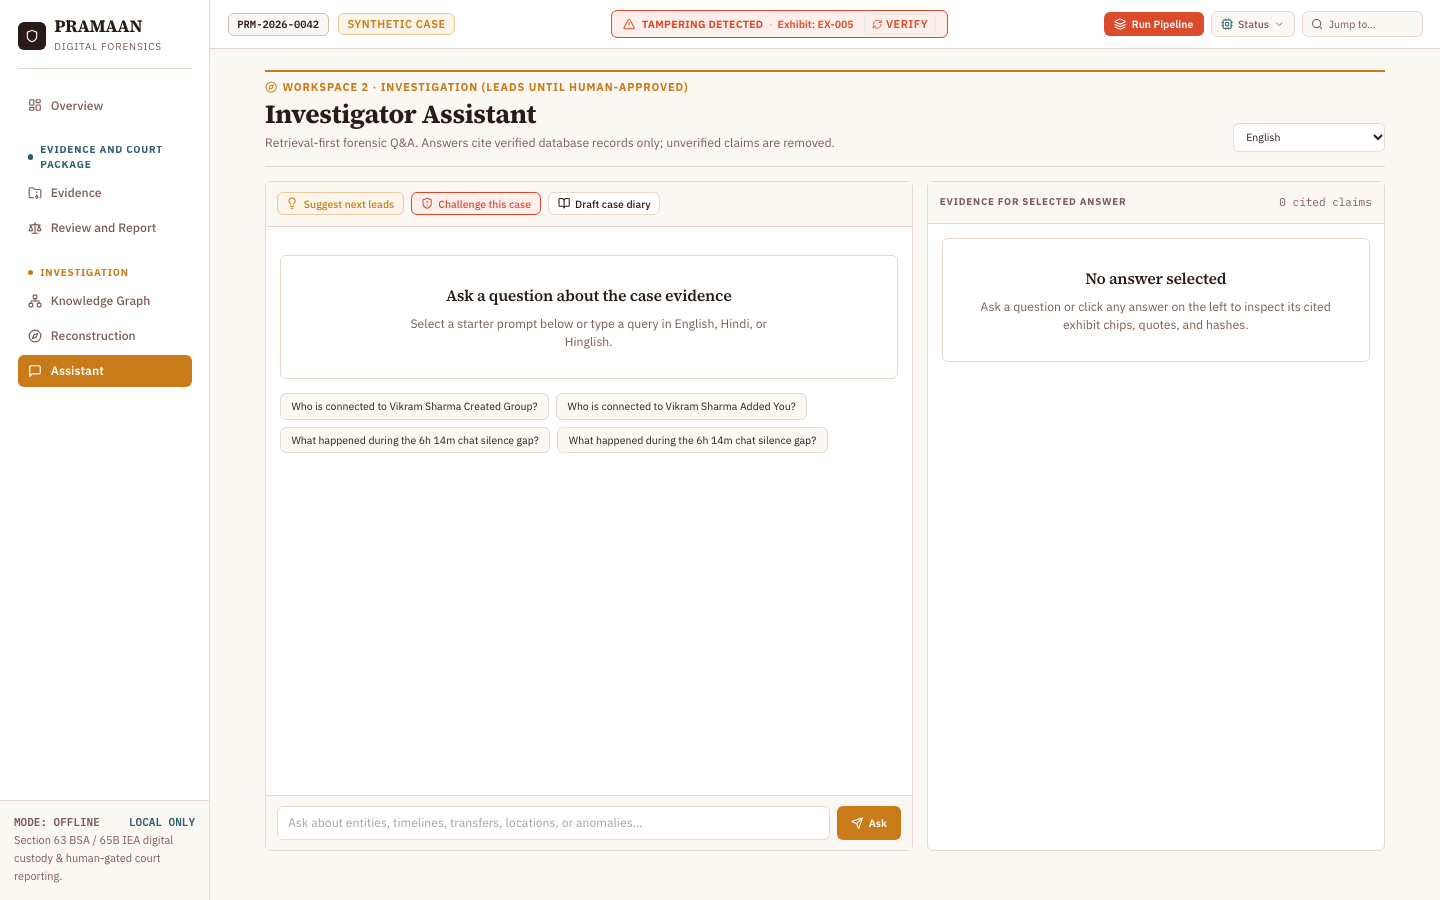 PRAMAAN
DIGITAL FORENSICS
Overview
EVIDENCE AND COURT
PACKAGE
Evidence
Review and Report
INVESTIGATION
Knowledge Graph
Reconstruction
Assistant
MODE: OFFLINE LOCAL ONLY
Section 63 BSA / 65B IEA digital
custody & human-gated court
reporting.
PRM-2026-0042 SYNTHETIC CASE TAMPERING DETECTED · Exhibit: EX-005 VERIFY Run Pipeline Status Jump to...
WORKSPACE 2 · INVESTIGATION (LEADS UNTIL HUMAN-APPROVED)
Investigator Assistant
Retrieval-first forensic Q&A. Answers cite verified database records only; unverified claims are removed.
English
Suggest next leads Challenge this case Draft case diary
Ask a question about the case evidence
Select a starter prompt below or type a query in English, Hindi, or
Hinglish.
Who is connected to Vikram Sharma Created Group? Who is connected to Vikram Sharma Added You?
What happened during the 6h 14m chat silence gap? What happened during the 6h 14m chat silence gap?
Ask about entities, timelines, transfers, locations, or anomalies... Ask
EVIDENCE FOR SELECTED ANSWER 0 cited claims
No answer selected
Ask a question or click any answer on the left to inspect its cited
exhibit chips, quotes, and hashes.